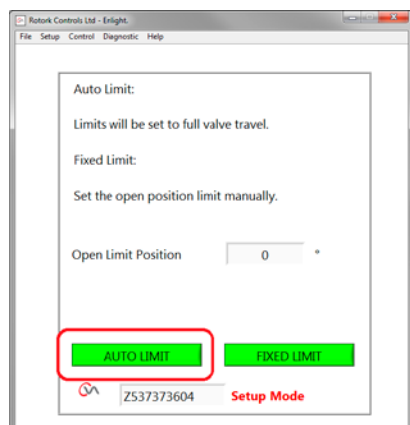 Rotork Controls Ltd - Enlight.
File Setup Control Diagnostic Help
Auto Limit:
Limits will be set to full valve travel.
Fixed Limit:
Set the open position limit manually.
Open Limit Position 0 °
AUTO LIMIT FIXED LIMIT
Z537373604 Setup Mode